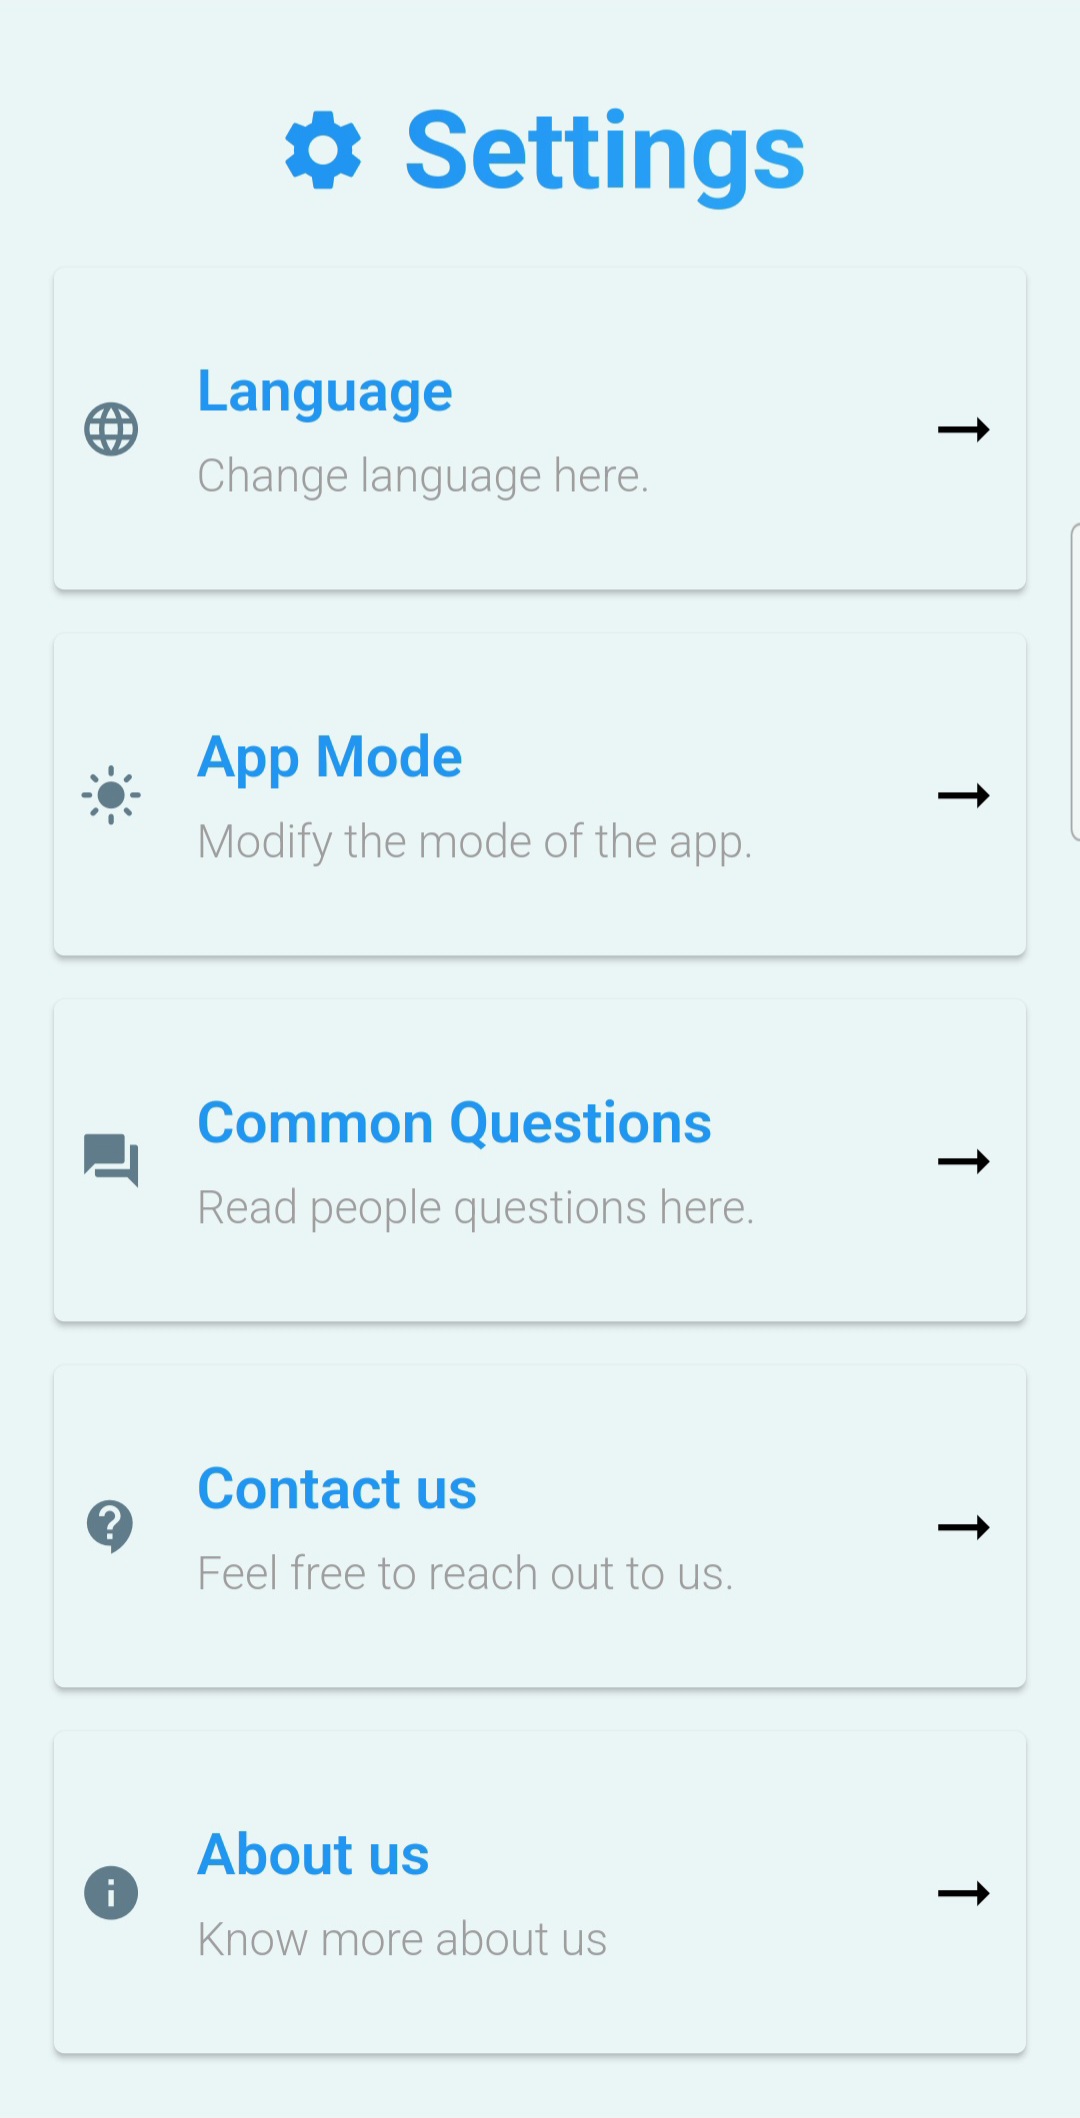 Settings
Language
Change language here.
App Mode
Modify the mode of the app.
Common Questions
Read people questions here.
Contact us
Feel free to reach out to us.
About us
Know more about us